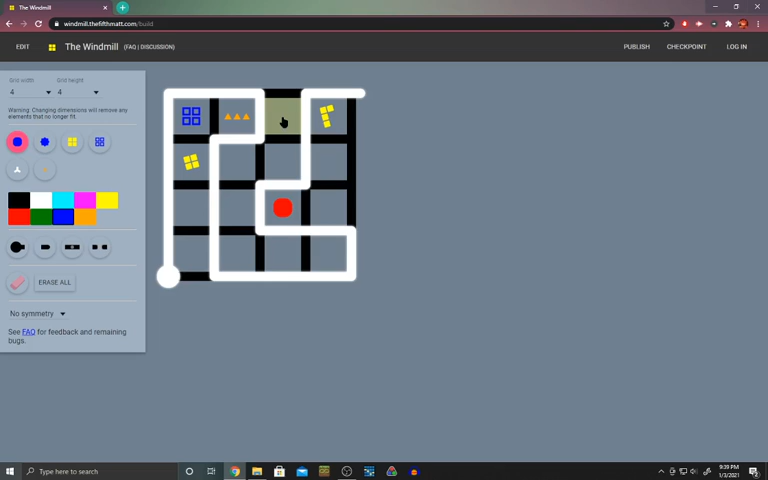 The Windmill
windmill.thefifthmatt.com/build
EDIT
The Windmill (FAQ | DISCUSSION)
PUBLISH
CHECKPOINT
LOG IN
Grid width
Grid height
4
4
Warning: Changing dimensions will remove any
elements that no longer fit.
ERASE ALL
No symmetry
See FAQ for feedback and remaining
bugs.
Type here to search
9:39 PM
1/3/2021